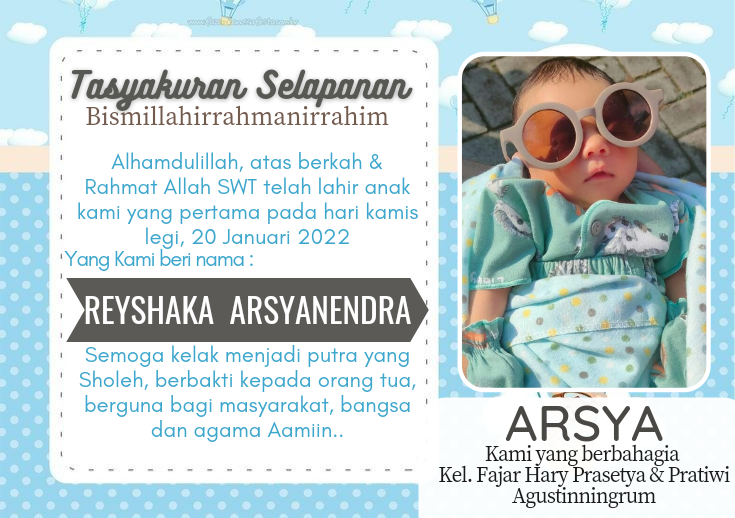 Tasyakuran Selapanan
Bismillahirrahmanirrahim
Alhamdulillah, atas berkah &
Rahmat Allah SWT telah lahir anak
kami yang pertama pada hari kamis
legi, 20 Januari 2022
Yang Kami beri nama :
REYSHAKA ARSYANENDRA
Semoga kelak menjadi putra yang
Sholeh, berbakti kepada orang tua,
berguna bagi masyarakat, bangsa
dan agama Aamiin..
ARSYA
Kami yang berbahagia
Kel. Fajar Hary Prasetya & Pratiwi
Agustinningrum